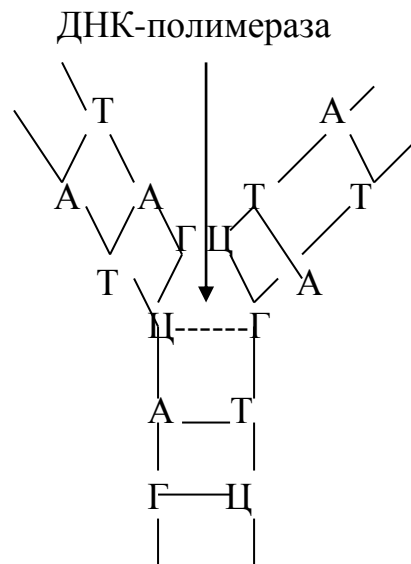 ДНК-полимераза
Т А
А А Т Т
Г Ц
Т А
Ц Г
А Т
Г Ц